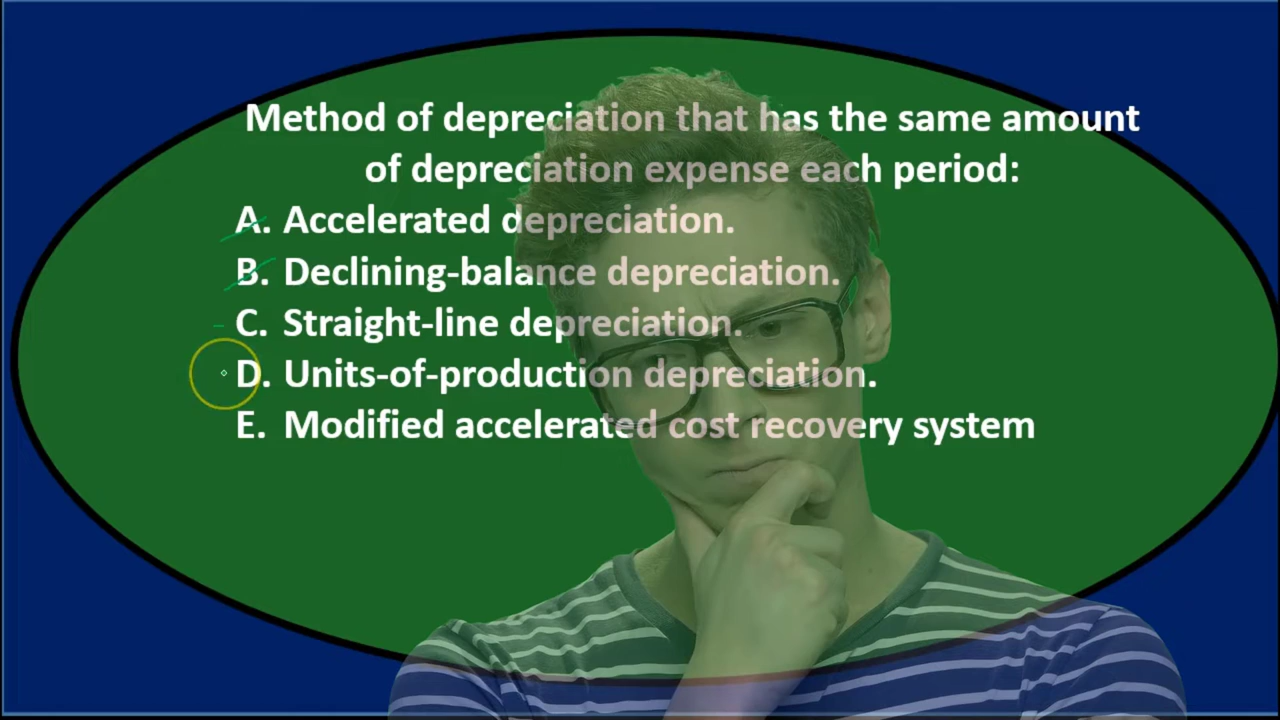 Method of depreciation that has the same amount
of depreciation expense each period:
A. Accelerated depreciation.
B. Declining-balance depreciation.
C. Straight-line depreciation.
D. Units-of-production depreciation.
E. Modified accelerated cost recovery system